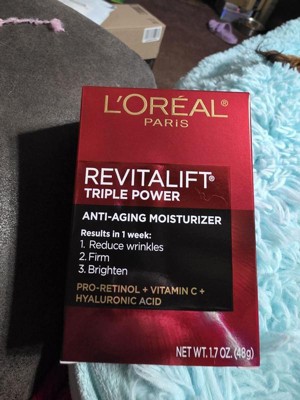 L'ORÉAL®
PARIS
REVITALIFT®
TRIPLE POWER
ANTI-AGING MOISTURIZER
Results in 1 week:
1. Reduce wrinkles
2. Firm
3. Brighten
PRO-RETINOL + VITAMIN C +
HYALURONIC ACID
NET WT. 1.7 OZ. (48g)